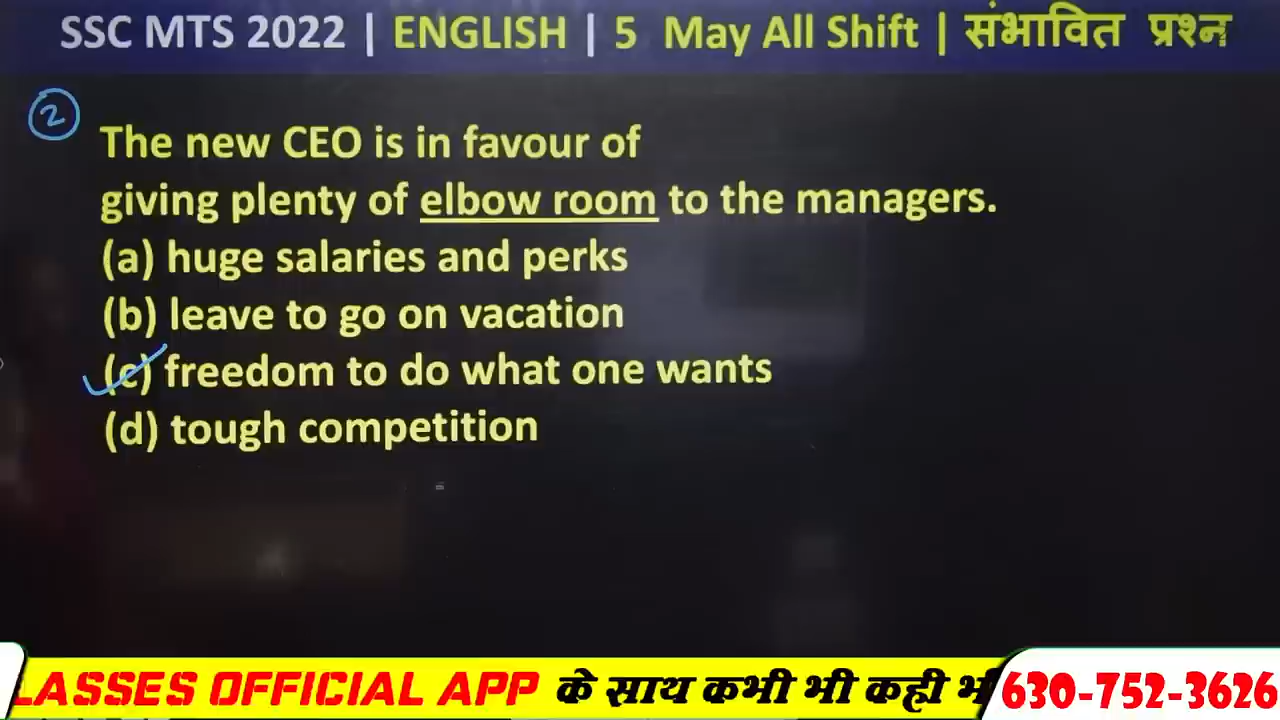 SSC MTS 2022 | ENGLISH | 5 May All Shift | संभावित प्रश्न
2
The new CEO is in favour of
giving plenty of elbow room to the managers.
(a) huge salaries and perks
(b) leave to go on vacation
(c) freedom to do what one wants
(d) tough competition
LASSES OFFICIAL APP के साथ कभी भी कही भी 630-752-3626